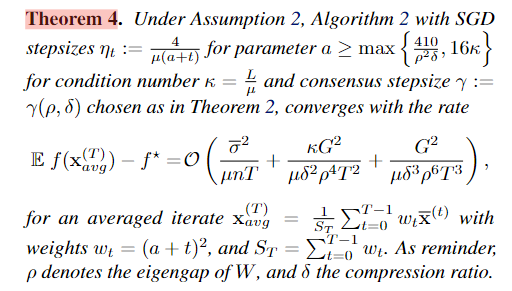 Theorem 4. Under Assumption 2, Algorithm 2 with SGD
stepsizes η_t := 4/(μ(a+t)) for parameter a ≥ max {410/(ρ²δ), 16κ}
for condition number κ = L/μ and consensus stepsize γ :=
γ(ρ, δ) chosen as in Theorem 2, converges with the rate
E f(x_avg^(T)) − f* = O(σ̄²/(μnT) + κG²/(μδ²ρ⁴T²) + G²/(μδ³ρ⁶T³)),
for an averaged iterate x_avg^(T) = 1/S_T ∑_{t=0}^{T−1} w_t x̄^(t) with
weights w_t = (a + t)², and S_T = ∑_{t=0}^{T−1} w_t. As reminder,
ρ denotes the eigengap of W, and δ the compression ratio.